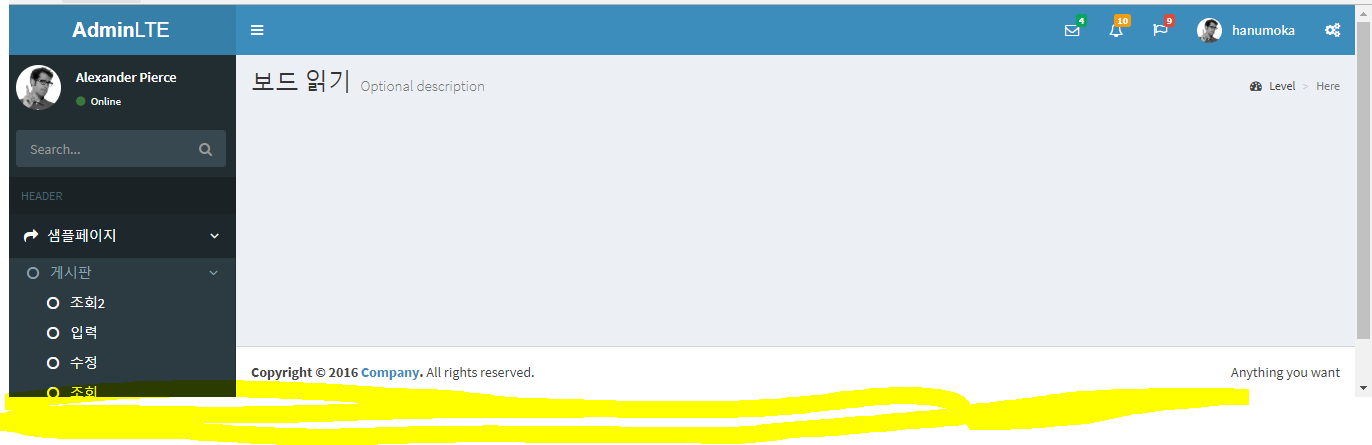 AdminLTE
4
10
9
hanumoka
Alexander Pierce
Online
Search...
HEADER
샘플페이지
게시판
조회2
입력
수정
조회
보드 읽기 Optional description
Level > Here
Copyright © 2016 Company. All rights reserved.
Anything you want